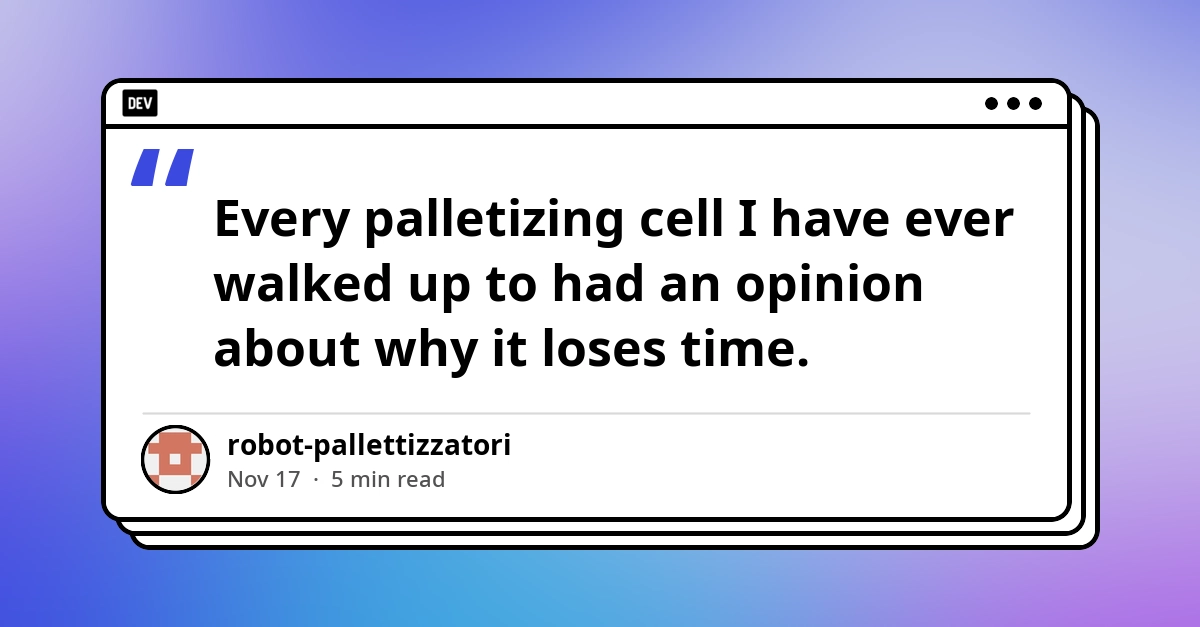 DEV
“
Every palletizing cell I have ever
walked up to had an opinion
about why it loses time.
robot-pallettizzatori
Nov 17 · 5 min read